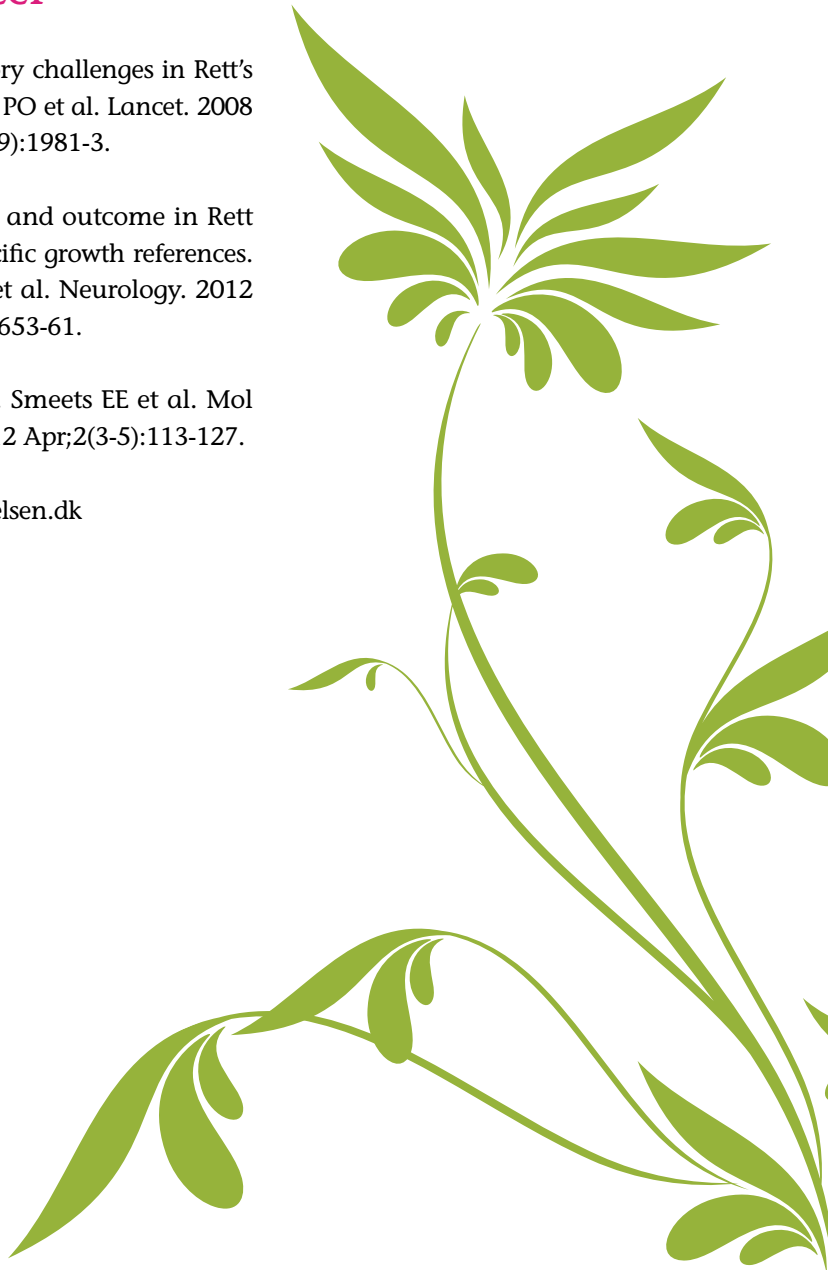 ry challenges in Rett's
PO et al. Lancet. 2008
9):1981-3.
and outcome in Rett
cific growth references.
et al. Neurology. 2012
653-61.
Smeets EE et al. Mol
2 Apr;2(3-5):113-127.
elsen.dk